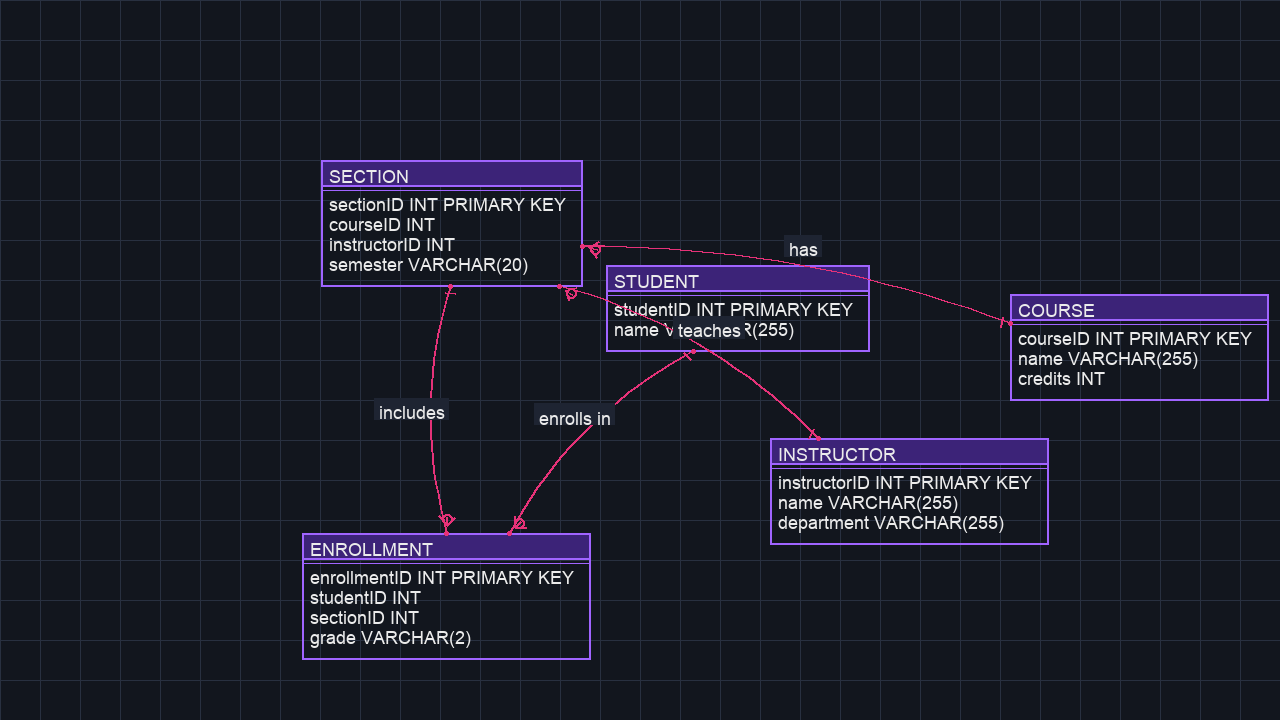 SECTION
sectionID INT PRIMARY KEY
courseID INT
instructorID INT
semester VARCHAR(20)
has
STUDENT
studentID INT PRIMARY KEY
name V R(255)
teaches
COURSE
courseID INT PRIMARY KEY
name VARCHAR(255)
credits INT
includes
enrolls in
INSTRUCTOR
instructorID INT PRIMARY KEY
name VARCHAR(255)
department VARCHAR(255)
ENROLLMENT
enrollmentID INT PRIMARY KEY
studentID INT
sectionID INT
grade VARCHAR(2)